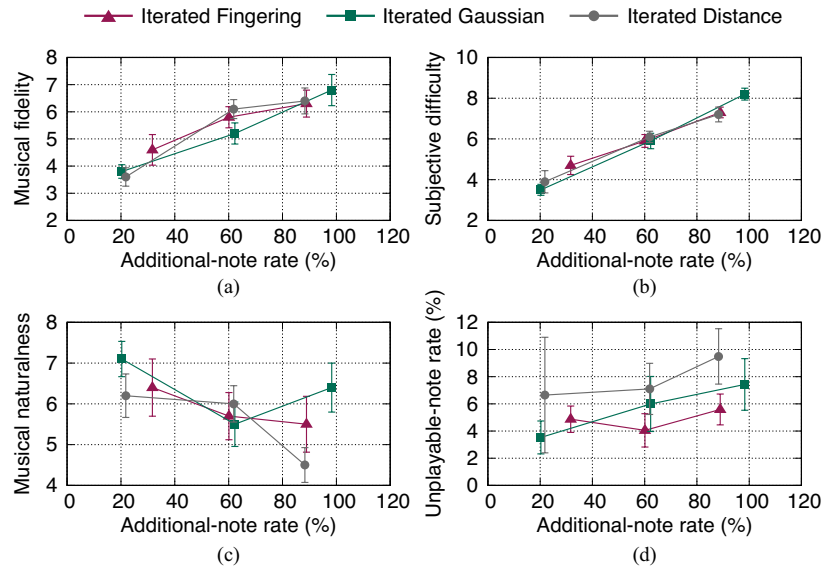 Iterated Fingering Iterated Gaussian Iterated Distance
Musical fidelity
8
7
6
5
4
3
2
0 20 40 60 80 100 120
Additional-note rate (%)
(a)
Subjective difficulty
10
8
6
4
2
0 20 40 60 80 100 120
Additional-note rate (%)
(b)
Musical naturalness
8
7
6
5
4
0 20 40 60 80 100 120
Additional-note rate (%)
(c)
Unplayable-note rate (%)
12
10
8
6
4
2
0
0 20 40 60 80 100 120
Additional-note rate (%)
(d)